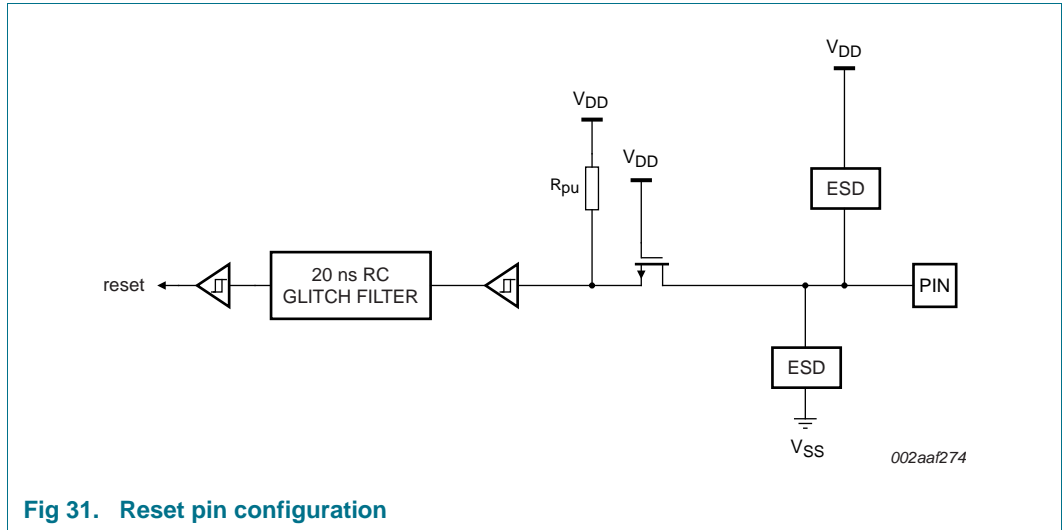 VDD
VDD
VDD
Rpu
ESD
reset
20 ns RC
GLITCH FILTER
PIN
ESD
VSS
002aaf274
Fig 31. Reset pin configuration